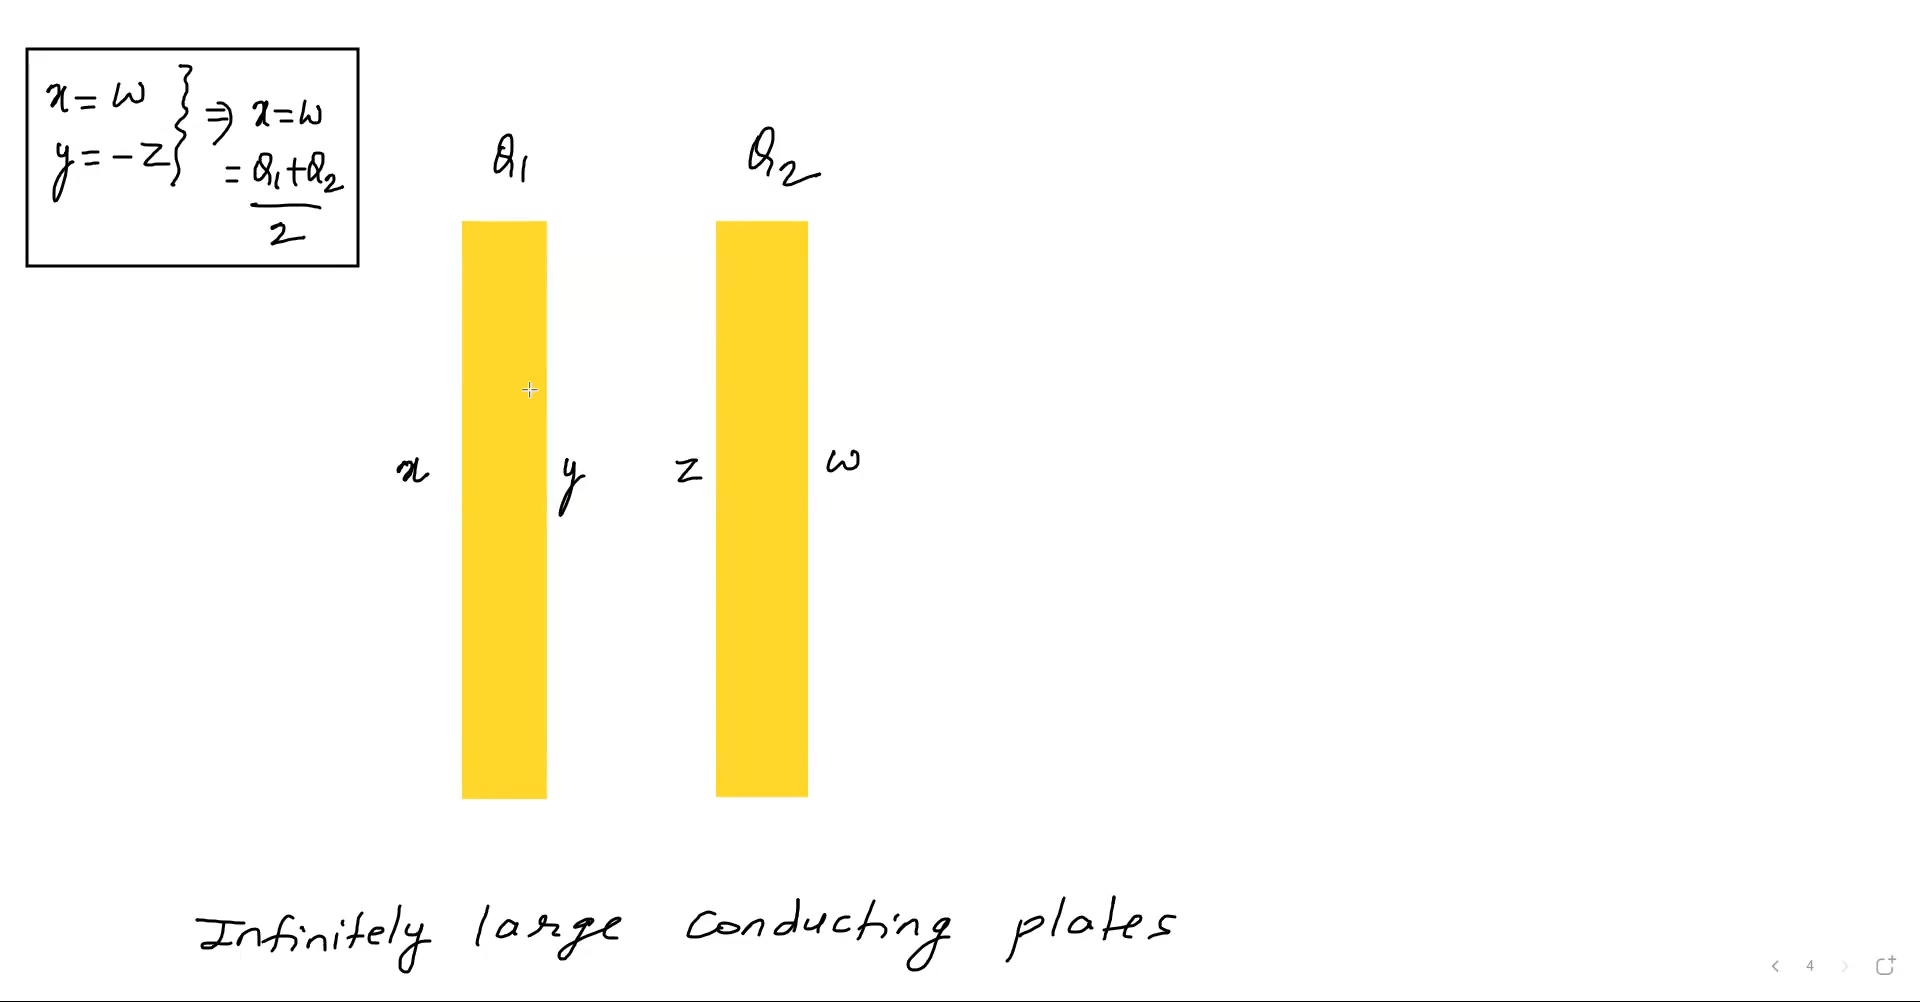 x = w
y = - z } ⇒ x = w
= Q₁ + Q₂
2
Q₁ Q₂
x y z w
Infinitely large conducting plates
4